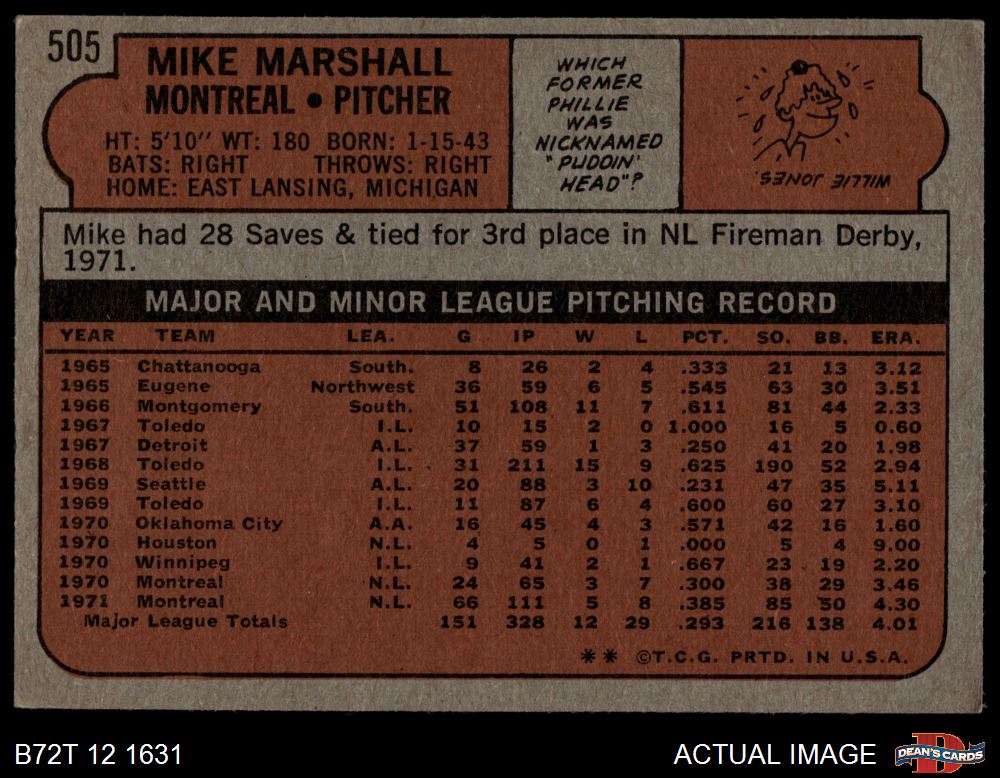 505
MIKE MARSHALL
MONTREAL • PITCHER
HT: 5'10" WT: 180 BORN: 1-15-43
BATS: RIGHT THROWS: RIGHT
HOME: EAST LANSING, MICHIGAN
WHICH
FORMER
PHILLIE
WAS
NICKNAMED
"PUDDIN'
HEAD"?
WILLIE JONES.
Mike had 28 Saves & tied for 3rd place in NL Fireman Derby,
1971.
MAJOR AND MINOR LEAGUE PITCHING RECORD
YEAR TEAM LEA. G IP W L PCT. SO. BB. ERA.
1965 Chattanooga South. 8 26 2 4 .333 21 13 3.12
1965 Eugene Northwest 36 59 6 5 .545 63 30 3.51
1966 Montgomery South. 51 108 11 7 .611 81 44 2.33
1967 Toledo I.L. 10 15 2 0 1.000 16 5 0.60
1967 Detroit A.L. 37 59 1 3 .250 41 20 1.98
1968 Toledo I.L. 31 211 15 9 .625 190 52 2.94
1969 Seattle A.L. 20 88 3 10 .231 47 35 5.11
1969 Toledo I.L. 11 87 6 4 .600 60 27 3.10
1970 Oklahoma City A.A. 16 45 4 3 .571 42 16 1.60
1970 Houston N.L. 4 5 0 1 .000 5 4 9.00
1970 Winnipeg I.L. 9 41 2 1 .667 23 19 2.20
1970 Montreal N.L. 24 65 3 7 .300 38 29 3.46
1971 Montreal N.L. 66 111 5 8 .385 85 50 4.30
Major League Totals 151 328 12 29 .293 216 138 4.01
** ©T.C.G. PRTD. IN U.S.A.
B72T 12 1631
ACTUAL IMAGE
DEAN'S CARDS